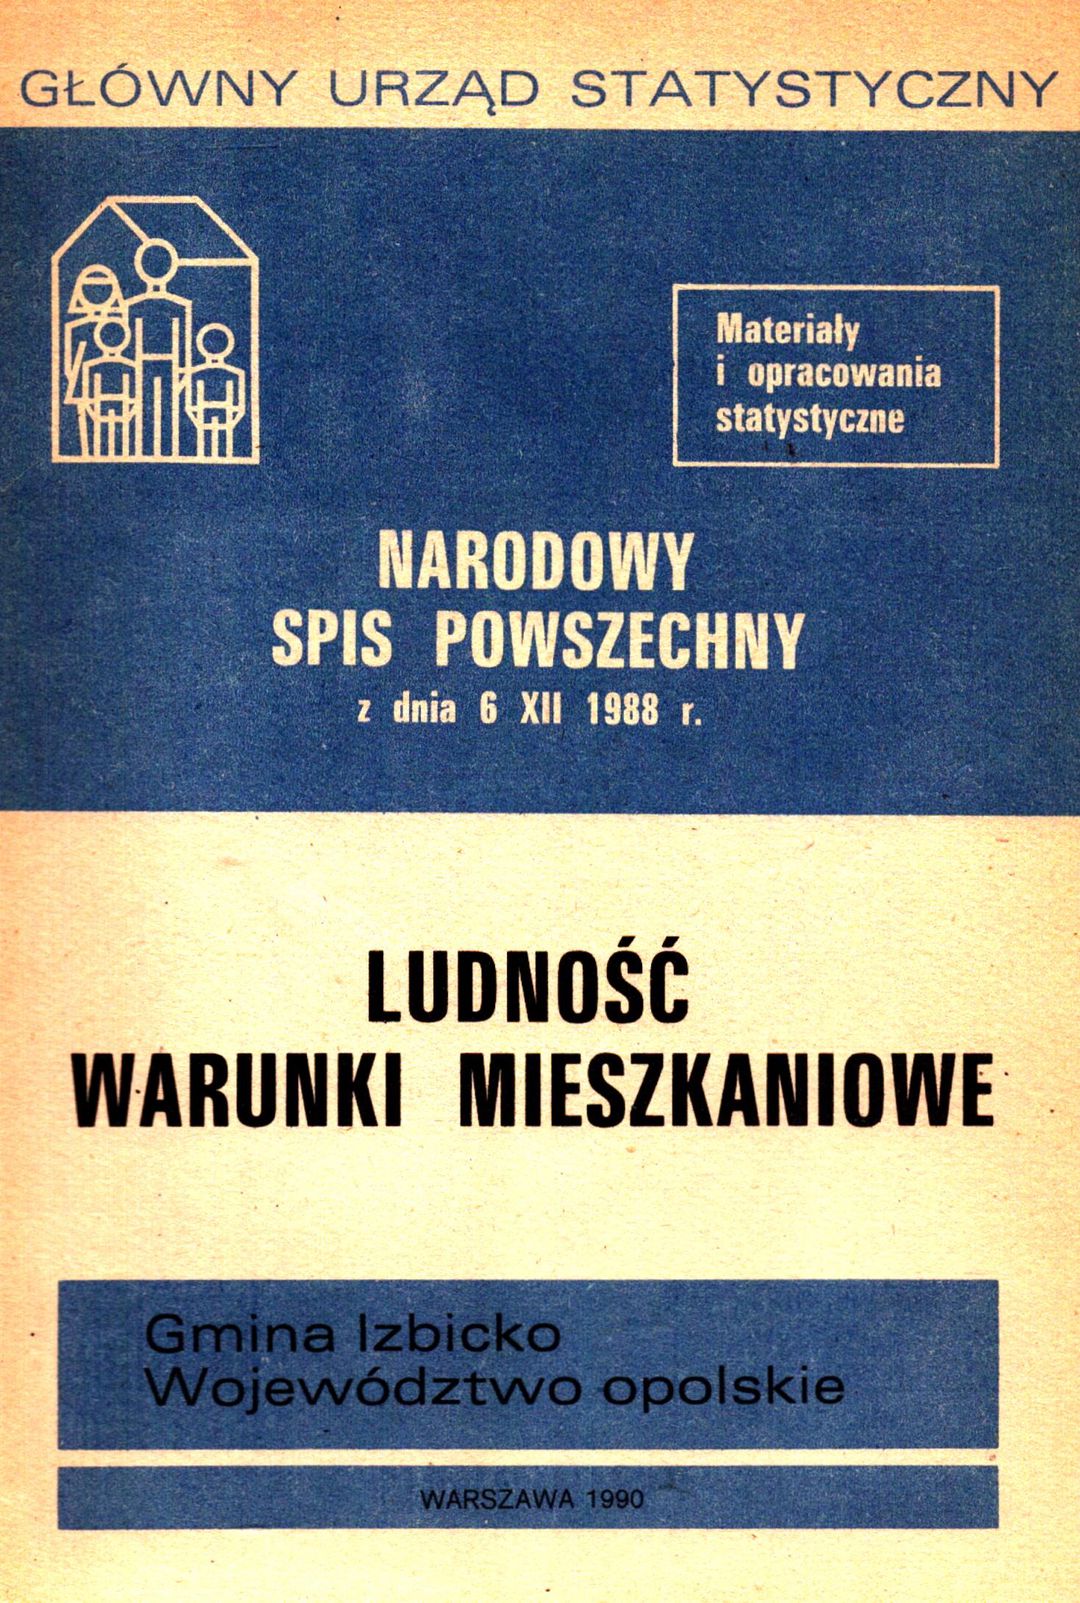 GŁÓWNY URZĄD STATYSTYCZNY
Materiały
i opracowania
statystyczne
NARODOWY
SPIS POWSZECHNY
z dnia 6 XII 1988 r.
LUDNOŚĆ
WARUNKI MIESZKANIOWE
Gmina Izbicko
Województwo opolskie
WARSZAWA 1990